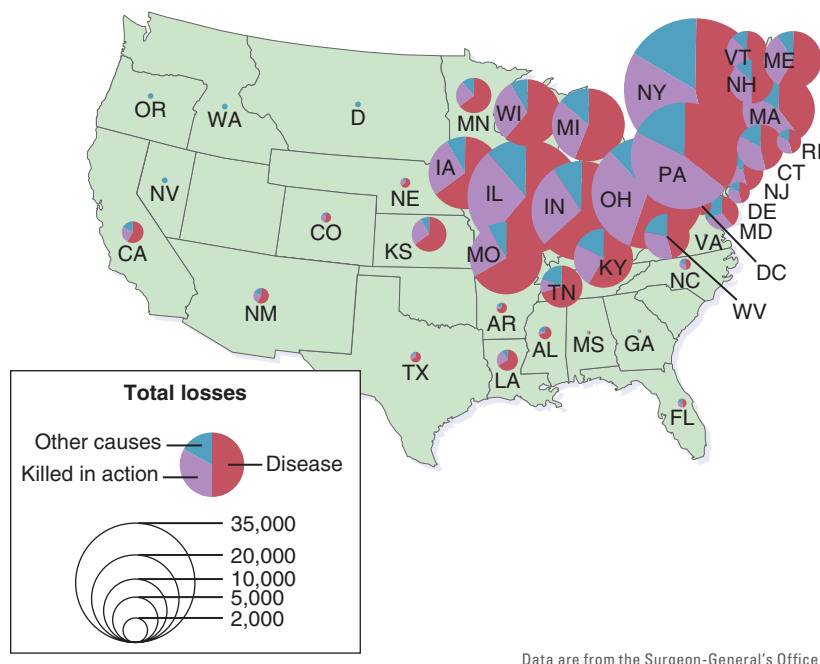 VT
ME
NH
NY
MA
OR
WA
D
MN
WI
MI
RI
CT
NJ
DE
MD
DC
WV
PA
IA
IL
IN
OH
NE
NV
CA
CO
KS
MO
KY
VA
NC
TN
NM
AR
TX
LA
AL
MS
GA
FL
Total losses
Other causes
Killed in action
Disease
35,000
20,000
10,000
5,000
2,000
Data are from the Surgeon-General's Office